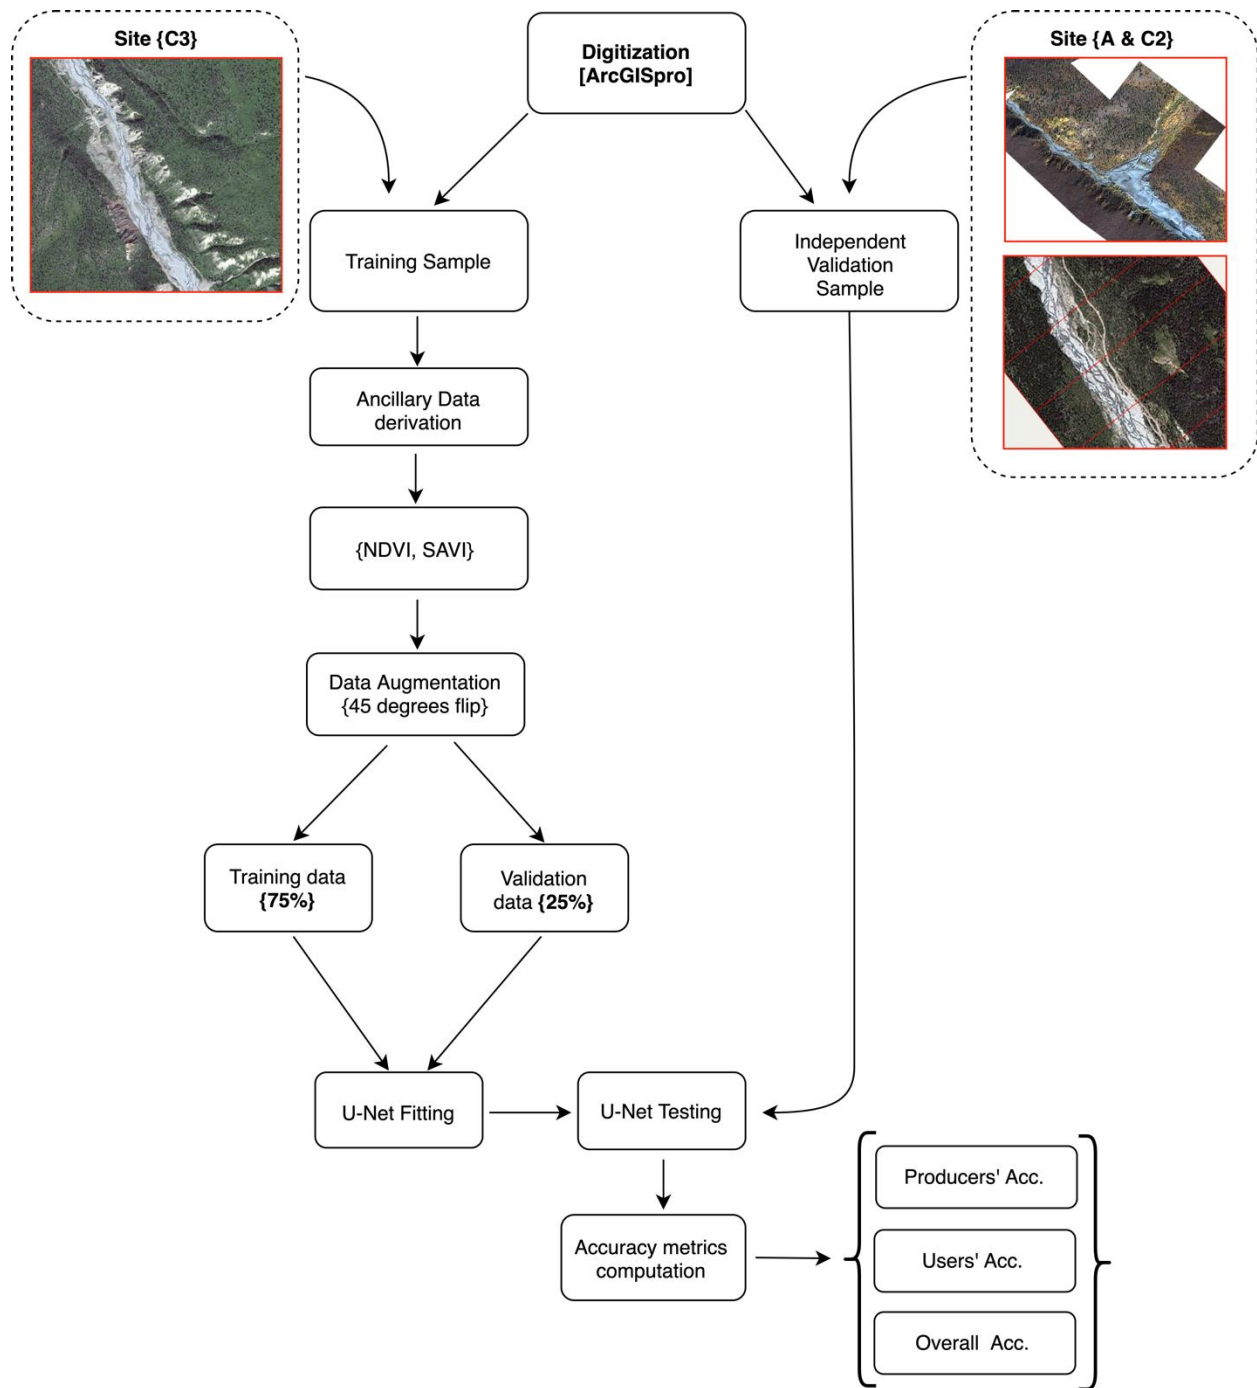 Site {C3}
Digitization
[ArcGISpro]
Site {A & C2}
Training Sample
Independent
Validation
Sample
Ancillary Data
derivation
{NDVI, SAVI}
Data Augmentation
{45 degrees flip}
Training data
{75%}
Validation
data {25%}
U-Net Fitting
U-Net Testing
Accuracy metrics
computation
Producers' Acc.
Users' Acc.
Overall Acc.